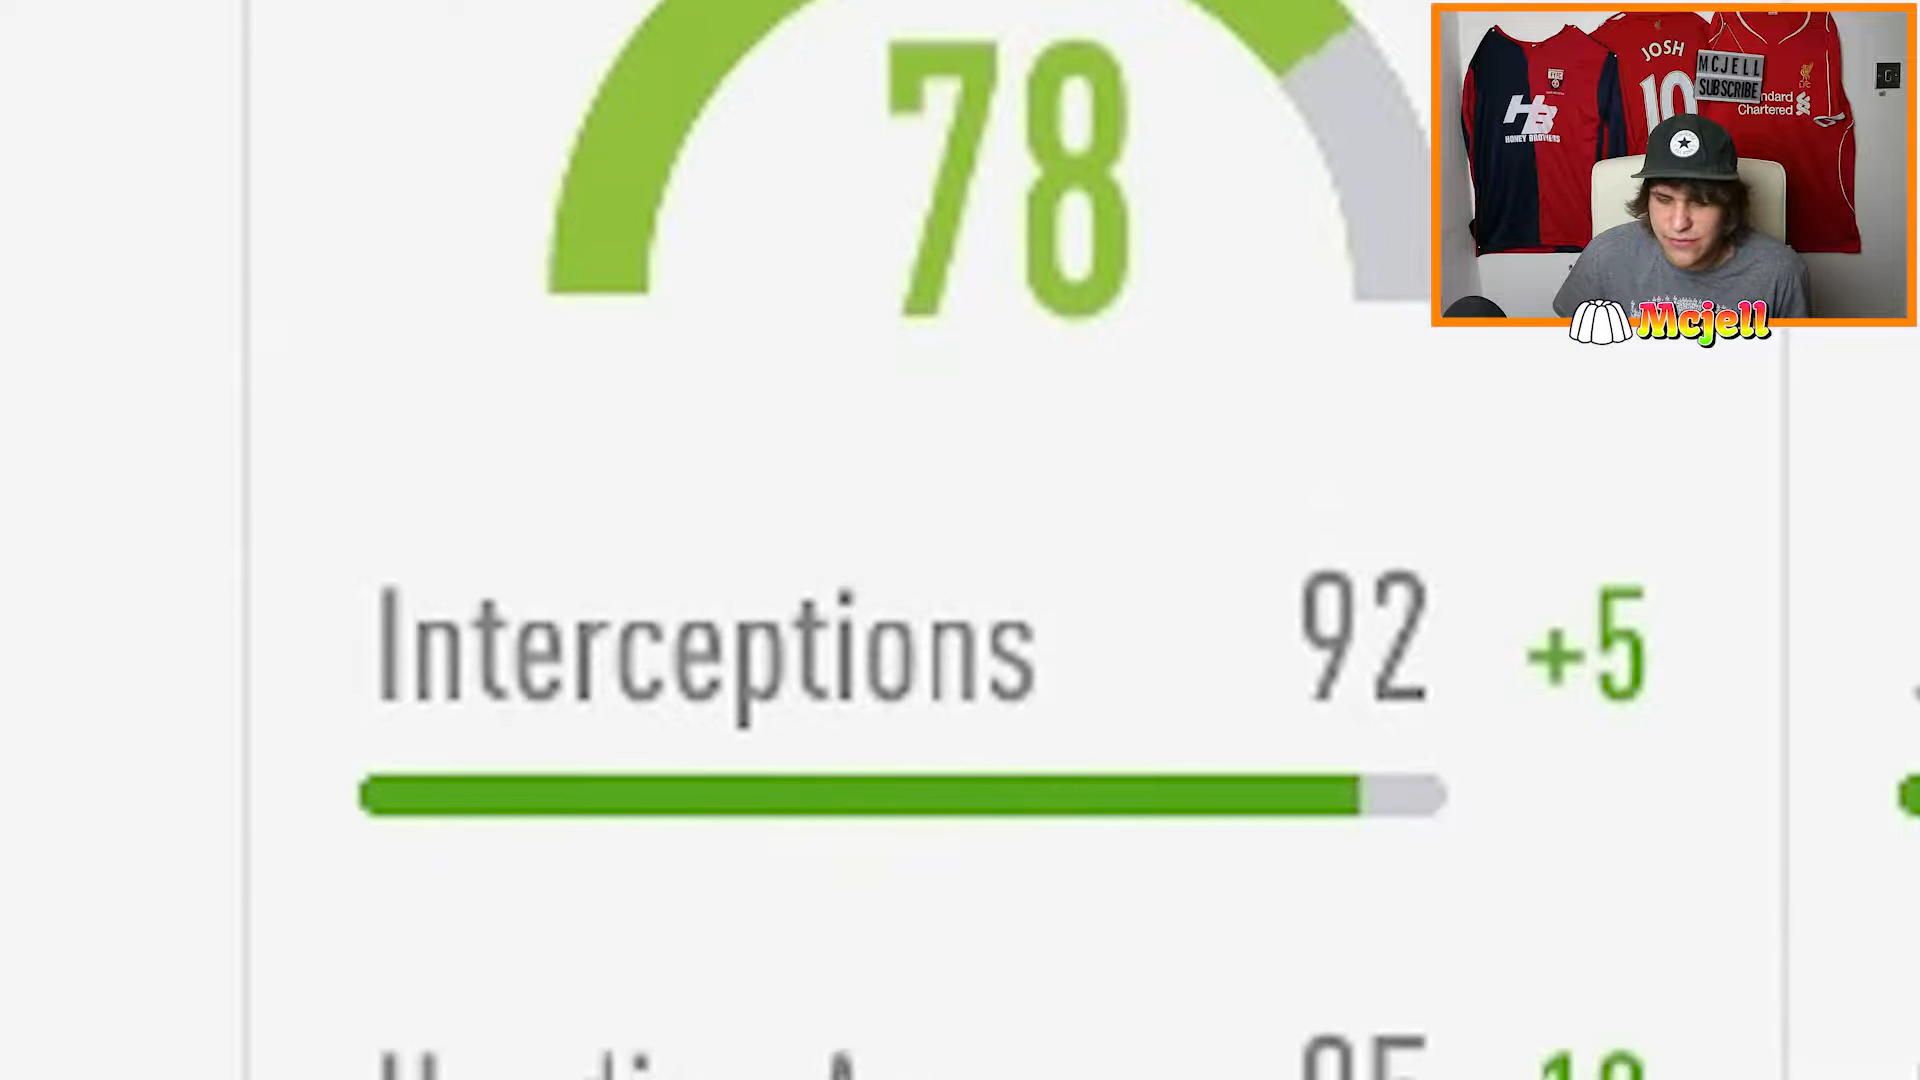 78
JOSH
10
MCJELL
SUBSCRIBE
ndard
Chartered
HB
HONEY BROTHERS
Mcjell
Interceptions 92 +5